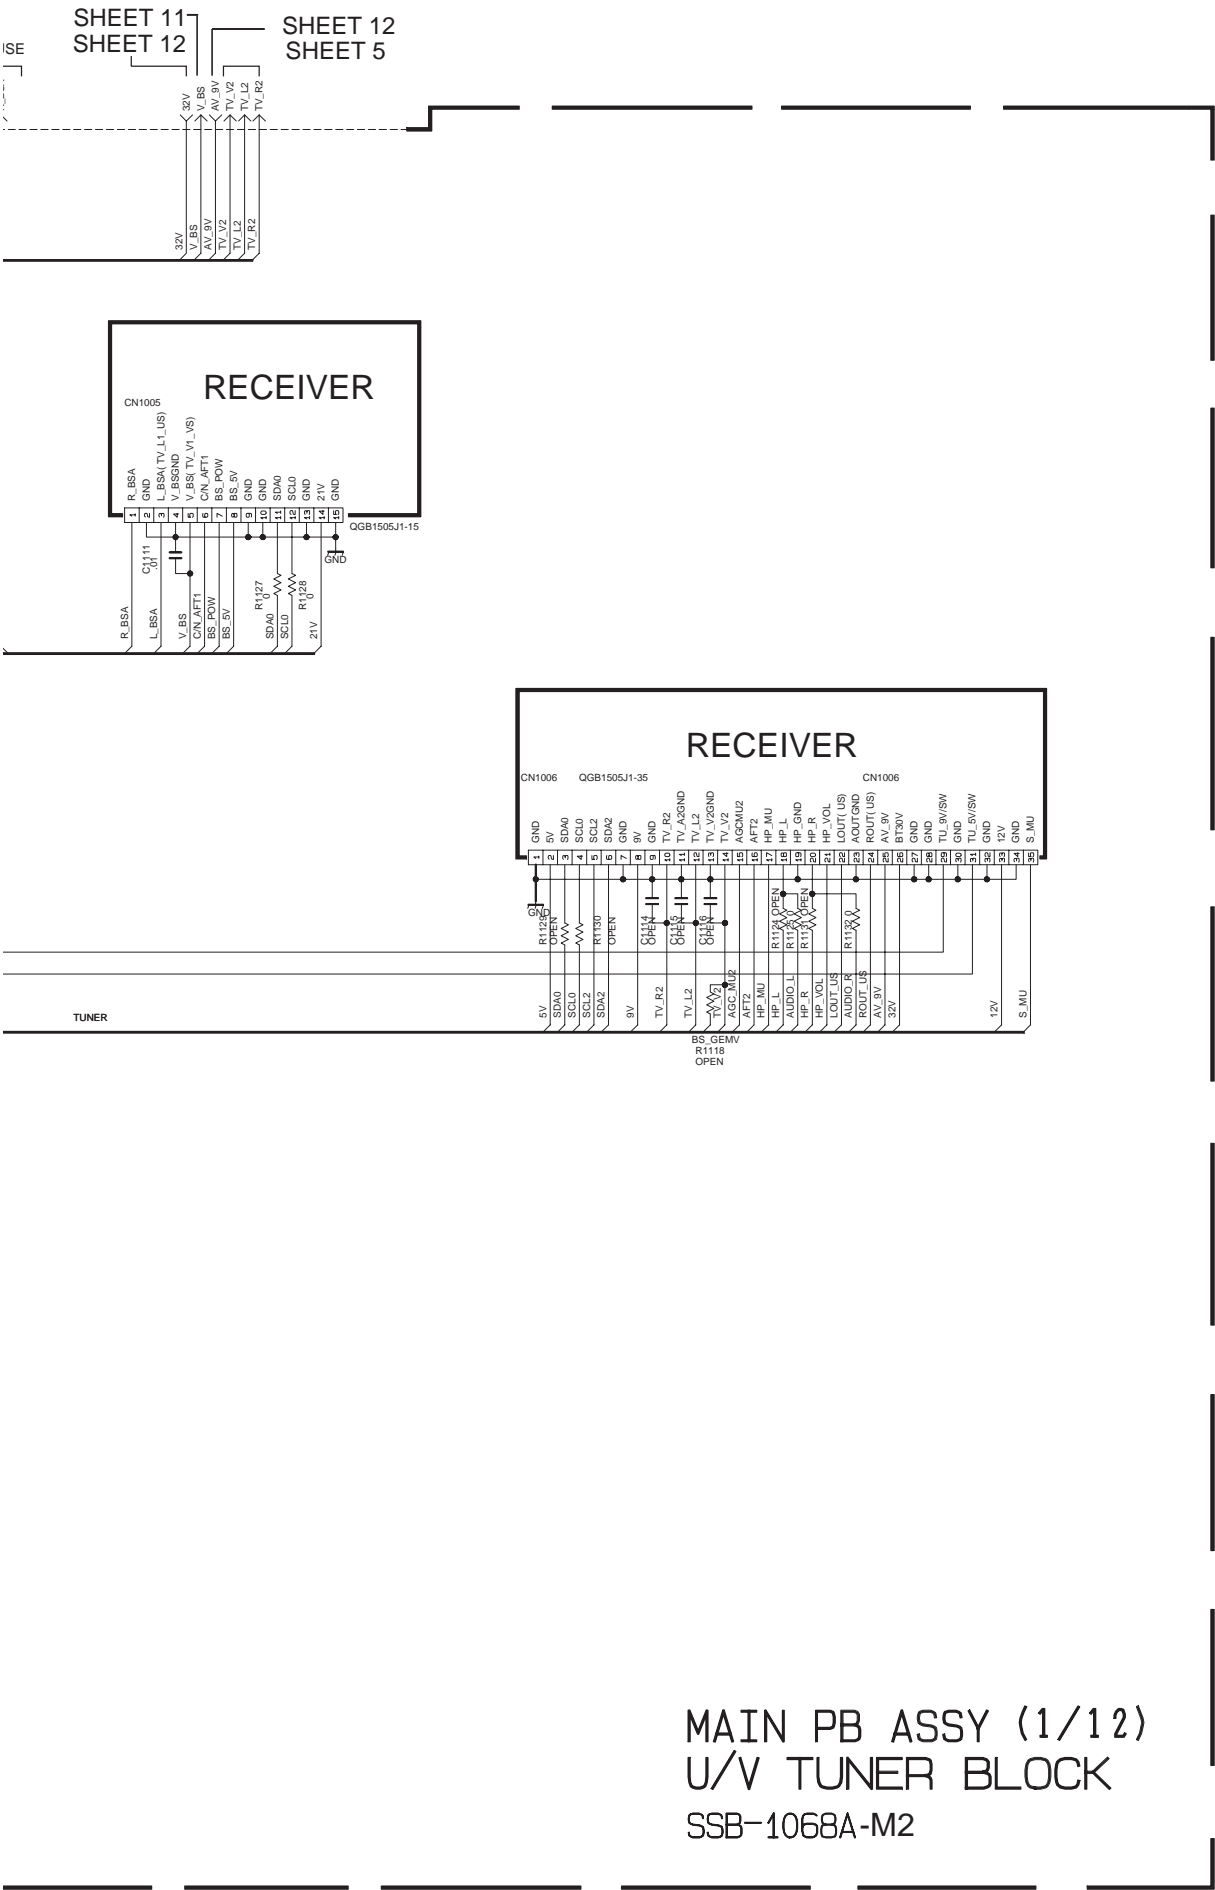 SHEET 11
SHEET 12
SHEET 12
SHEET 5
USE
32V
V_BS
AV_9V
TV_V2
TV_L2
TV_R2
32V
V_BS
AV_9V
TV_V2
TV_L2
TV_R2
RECEIVER
CN1005
R_BSA
GND
L_BSA( TV_L1_US)
V_BSGND
V_BS( TV_V1_VS)
C/N_AFT1
BS_POW
BS_5V
GND
GND
SDA0
SCL0
GND
21V
GND
1 2 3 4 5 6 7 8 9 10 11 12 13 14 15
QGB1505J1-15
GND
C1111
.01
R1127
0
R1128
0
R_BSA
L_BSA
V_BS
C/N_AFT1
BS_POW
BS_5V
SDA0
SCL0
21V
RECEIVER
CN1006
QGB1505J1-35
CN1006
GND
5V
SDA0
SCL0
SCL2
SDA2
GND
9V
GND
TV_R2
TV_A2GND
TV_L2
TV_V2GND
TV_V2
AGCMU2
AFT2
HP_MU
HP_L
HP_GND
HP_R
HP_VOL
LOUT( US)
AOUTGND
ROUT( US)
AV_9V
BT30V
GND
GND
TU_9V/SW
GND
TU_5V/SW
GND
12V
GND
S_MU
1 2 3 4 5 6 7 8 9 10 11 12 13 14 15 16 17 18 19 20 21 22 23 24 25 26 27 28 29 30 31 32 33 34 35
GND
R1129
OPEN
R1130
OPEN
C1114
OPEN
C1115
OPEN
C1116
OPEN
R1124 OPEN
R1125 0
R1131 OPEN
R1132 0
5V
SDA0
SCL0
SCL2
SDA2
9V
TV_R2
TV_L2
TV_V2
AGC_MU2
AFT2
HP_MU
HP_L
AUDIO_L
HP_R
HP_VOL
LOUT_US
AUDIO_R
ROUT_US
AV_9V
32V
12V
S_MU
TUNER
BS_GEMV
R1118
OPEN
MAIN PB ASSY (1/12)
U/V TUNER BLOCK
SSB-1068A-M2